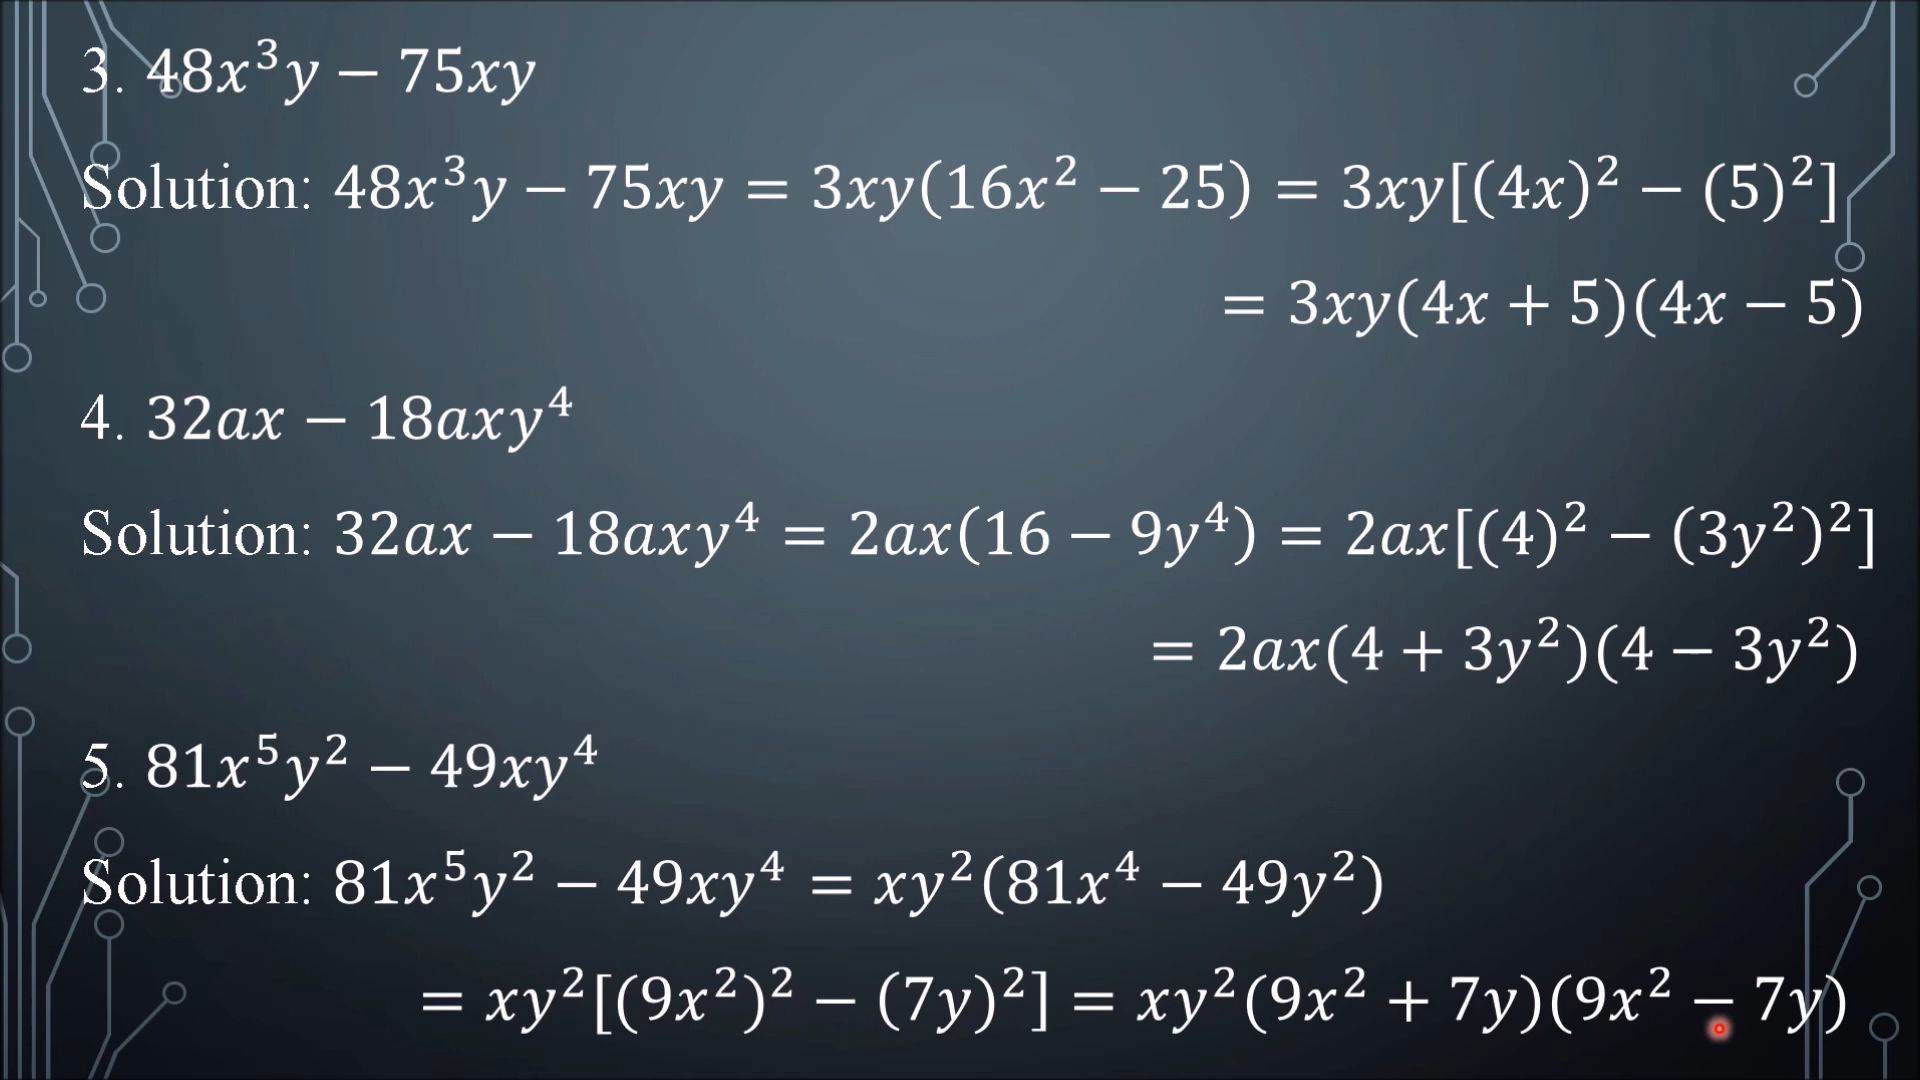 3. 48x³y − 75xy
Solution: 48x³y − 75xy = 3xy(16x² − 25) = 3xy[(4x)² − (5)²]
= 3xy(4x + 5)(4x − 5)
4. 32ax − 18axy⁴
Solution: 32ax − 18axy⁴ = 2ax(16 − 9y⁴) = 2ax[(4)² − (3y²)²]
= 2ax(4 + 3y²)(4 − 3y²)
5. 81x⁵y² − 49xy⁴
Solution: 81x⁵y² − 49xy⁴ = xy²(81x⁴ − 49y²)
= xy²[(9x²)² − (7y)²] = xy²(9x² + 7y)(9x² − 7y)